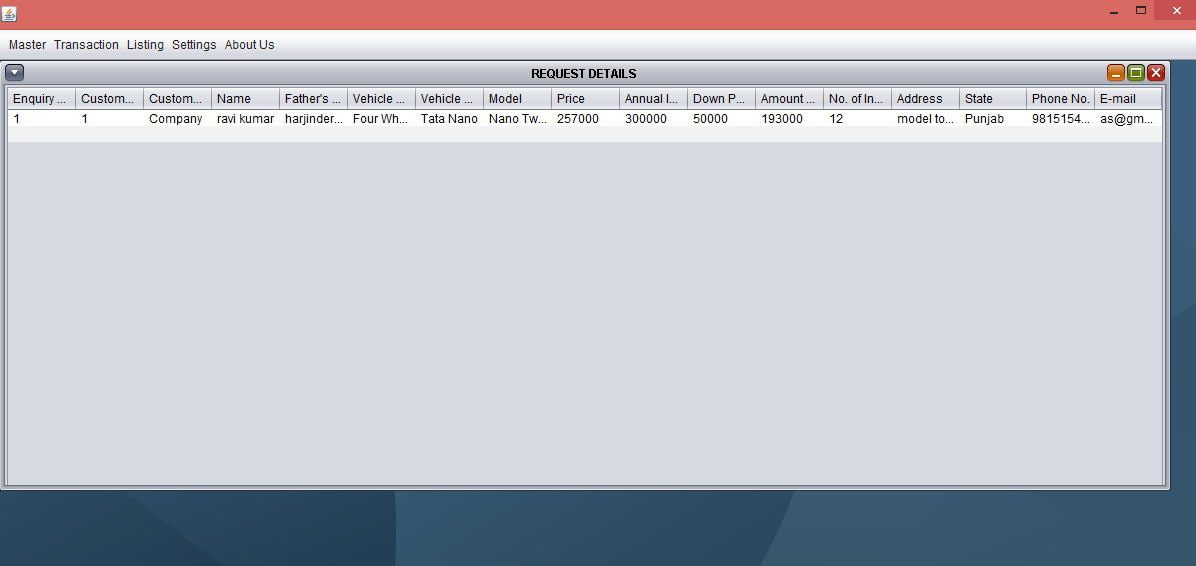 Master Transaction Listing Settings About Us
REQUEST DETAILS
Enquiry ... Custom... Custom... Name Father's ... Vehicle ... Vehicle ... Model Price Annual I... Down P... Amount ... No. of In... Address State Phone No. E-mail
1 1 Company ravi kumar harjinder... Four Wh... Tata Nano Nano Tw... 257000 300000 50000 193000 12 model to... Punjab 9815154... as@gm...